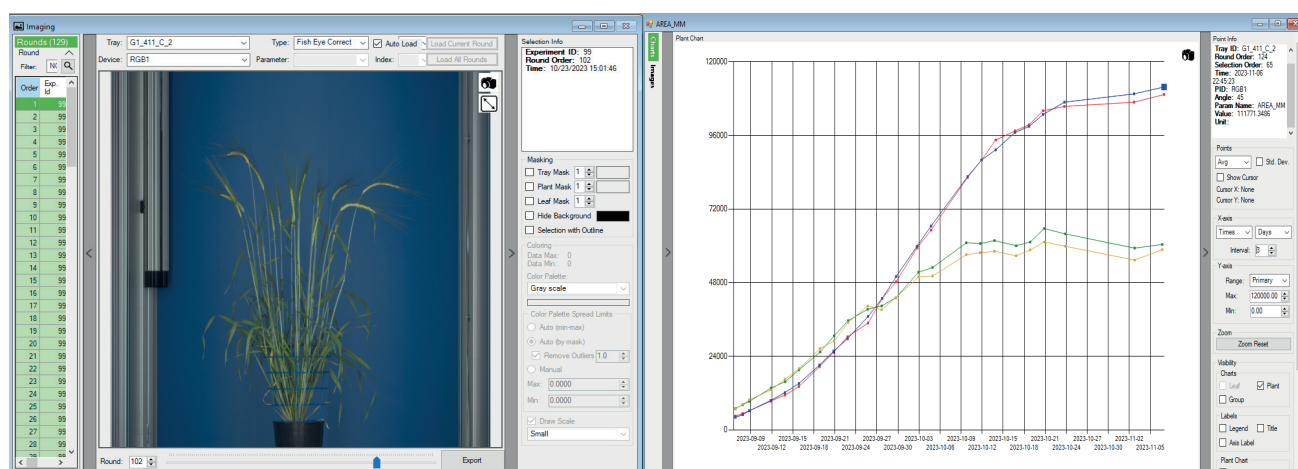 Imaging
Rounds (129)
Round
Filter: N(
Order Exp. Id
1 99
2 99
3 99
4 99
5 99
6 99
7 99
8 99
9 99
10 99
11 99
12 99
13 99
14 99
15 99
16 99
17 99
18 99
19 99
20 99
21 99
22 99
23 99
24 99
25 99
26 99
27 99
28 99
29 99
Tray: G1_411_C_2 Type: Fish Eye Correct Auto Load Load Current Round
Device: RGB1 Parameter: Index: Load All Rounds
Round: 102 Export
Selection Info
Experiment ID: 99
Round Order: 102
Time: 10/23/2023 15:01:46
Masking
Tray Mask 1
Plant Mask 1
Leaf Mask 1
Hide Background
Selection with Outline
Coloring
Data Max: 0
Data Min: 0
Color Palette:
Gray scale
Color Palette Spread Limits
Auto (min-max)
Auto (by mask)
Remove Outliers 1.0
Manual
Max: 0.0000
Min: 0.0000
Draw Scale
Small
AREA_MM
Charts
Images
Plant Chart
120000
96000
72000
48000
24000
0
2023-09-09 2023-09-15 2023-09-21 2023-09-27 2023-10-03 2023-10-09 2023-10-15 2023-10-21 2023-10-27 2023-11-02
2023-09-12 2023-09-18 2023-09-24 2023-09-30 2023-10-06 2023-10-12 2023-10-18 2023-10-24 2023-10-30 2023-11-05
Point Info
Tray ID: G1_411_C_2
Round Order: 124
Selection Order: 65
Time: 2023-11-06
22:45:23
PID: RGB1
Angle: 45
Param Name: AREA_MM
Value: 111771.3486
Unit:
Points
Avg Std. Dev.
Show Cursor
Cursor X: None
Cursor Y: None
X-axis
Times Days
Interval: 3
Y-axis
Range: Primary
Max: 120000.00
Min: 0.00
Zoom
Zoom Reset
Visibility
Charts
Leaf Plant
Group
Labels
Legend Title
Axis Label
Plant Chart